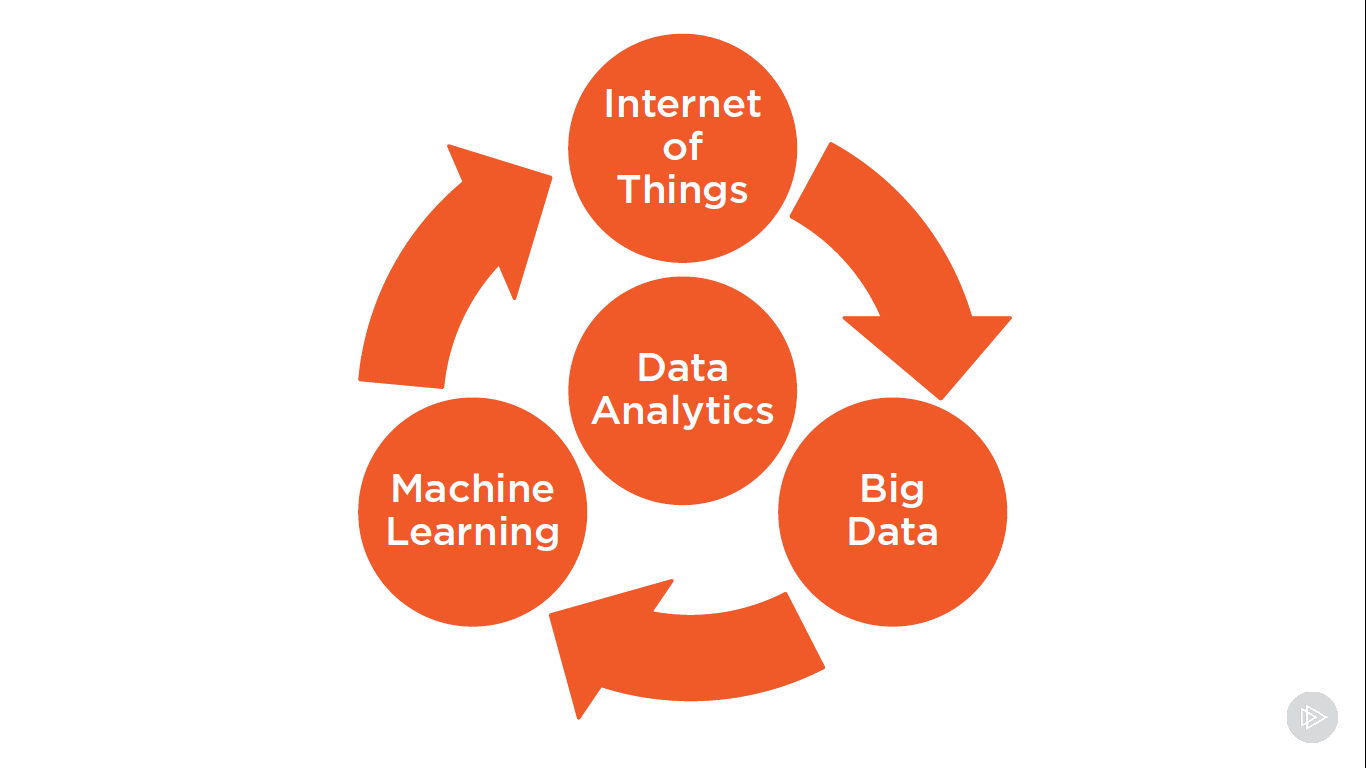 Internet
of
Things
Data
Analytics
Machine
Learning
Big
Data